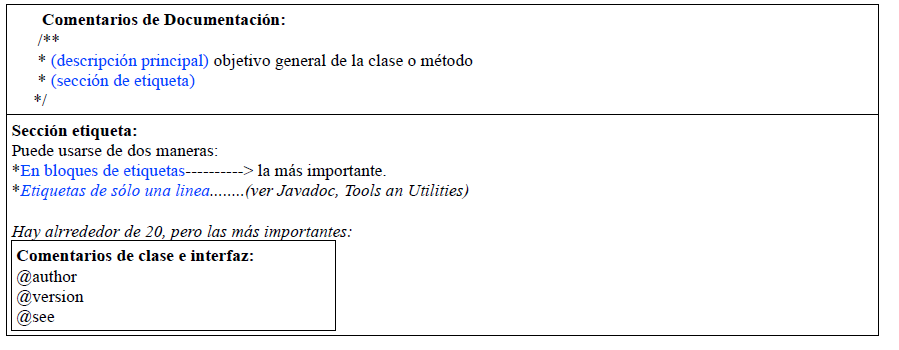 Comentarios de Documentación:
/**
* (descripción principal) objetivo general de la clase o método
* (sección de etiqueta)
*/
Sección etiqueta:
Puede usarse de dos maneras:
*En bloques de etiquetas----------> la más importante.
*Etiquetas de sólo una linea........(ver Javadoc, Tools an Utilities)
Hay alrrededor de 20, pero las más importantes:
Comentarios de clase e interfaz:
@author
@version
@see